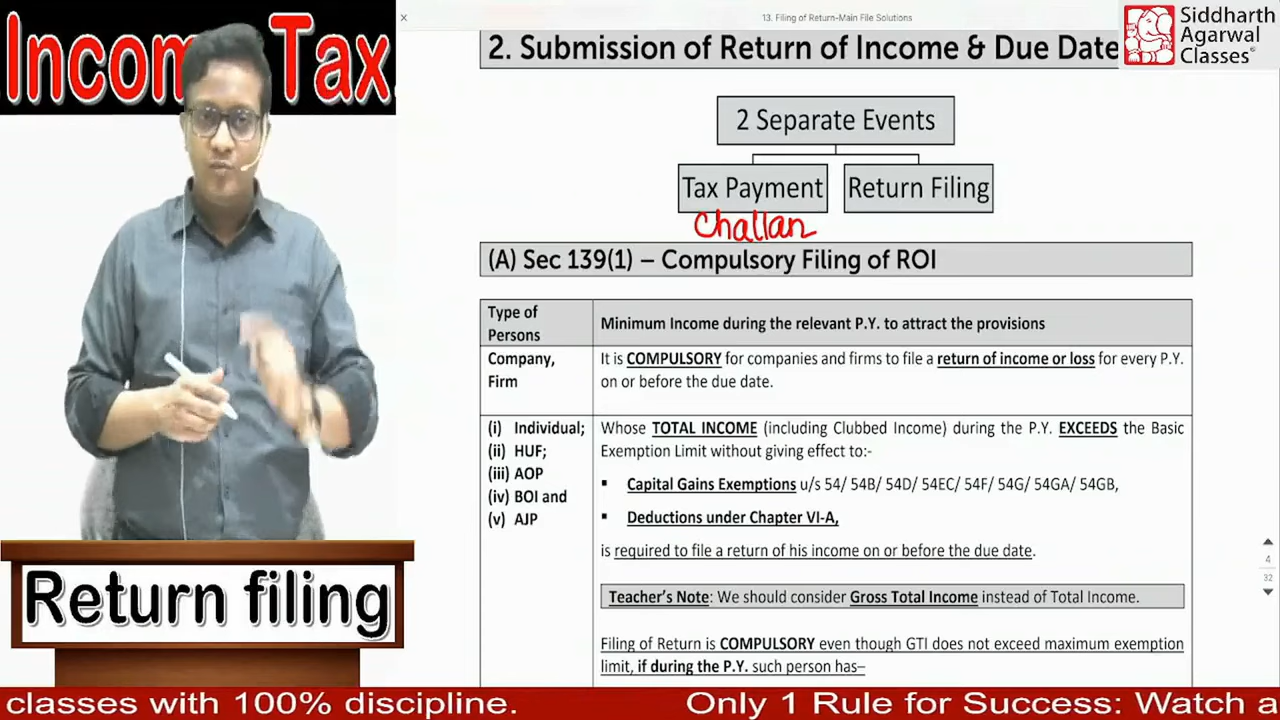 Income Tax
13. Filing of Return-Main File Solutions
Siddharth
Agarwal
Classes
2. Submission of Return of Income & Due Date
2 Separate Events
Tax Payment
Return Filing
Challan
(A) Sec 139(1) – Compulsory Filing of ROI
Type of
Persons
Minimum Income during the relevant P.Y. to attract the provisions
Company,
Firm
It is COMPULSORY for companies and firms to file a return of income or loss for every P.Y.
on or before the due date.
(i) Individual;
(ii) HUF;
(iii) AOP
(iv) BOI and
(v) AJP
Whose TOTAL INCOME (including Clubbed Income) during the P.Y. EXCEEDS the Basic
Exemption Limit without giving effect to:-
▪ Capital Gains Exemptions u/s 54/ 54B/ 54D/ 54EC/ 54F/ 54G/ 54GA/ 54GB,
▪ Deductions under Chapter VI-A,
is required to file a return of his income on or before the due date.
Teacher's Note: We should consider Gross Total Income instead of Total Income.
Filing of Return is COMPULSORY even though GTI does not exceed maximum exemption
limit, if during the P.Y. such person has–
4
32
Return filing
classes with 100% discipline.
Only 1 Rule for Success: Watch a